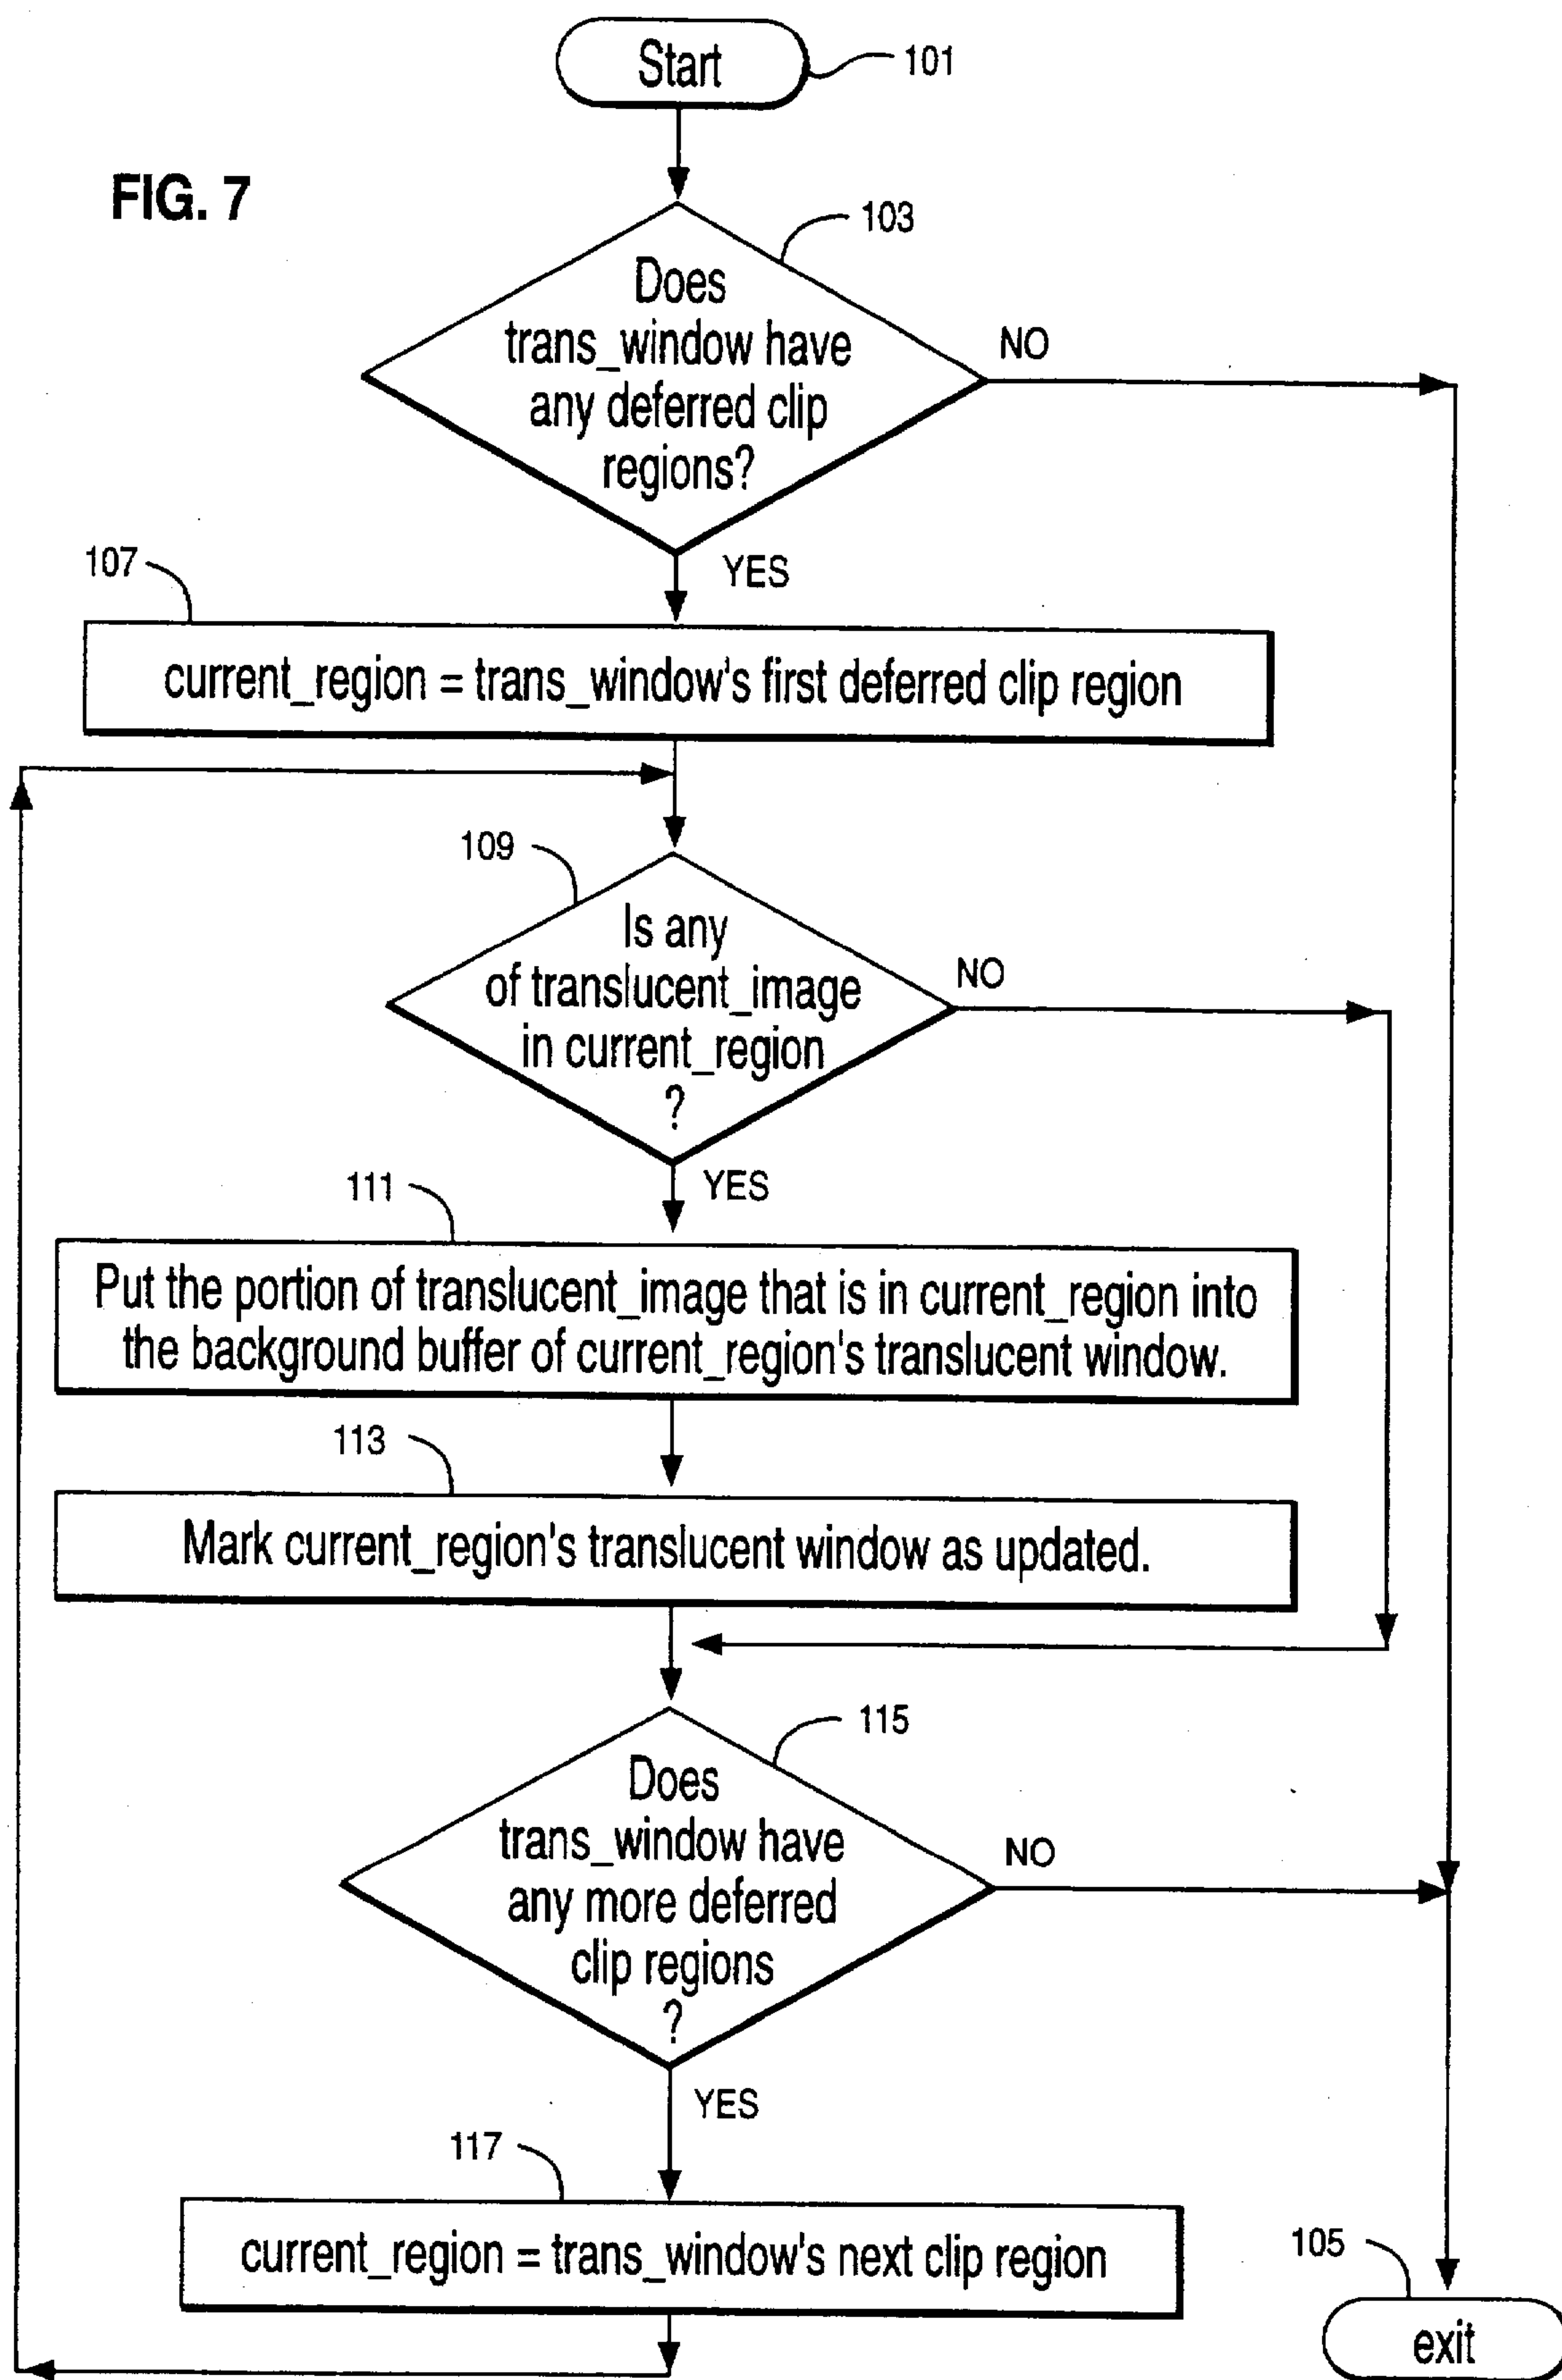 Start
101
FIG. 7
103
Does
trans_window have
any deferred clip
regions?
NO
YES
107
current_region = trans_window's first deferred clip region
109
Is any
of translucent_image
in current_region
?
NO
YES
111
Put the portion of translucent_image that is in current_region into
the background buffer of current_region's translucent window.
113
Mark current_region's translucent window as updated.
115
Does
trans_window have
any more deferred
clip regions
?
NO
YES
117
current_region = trans_window's next clip region
105
exit